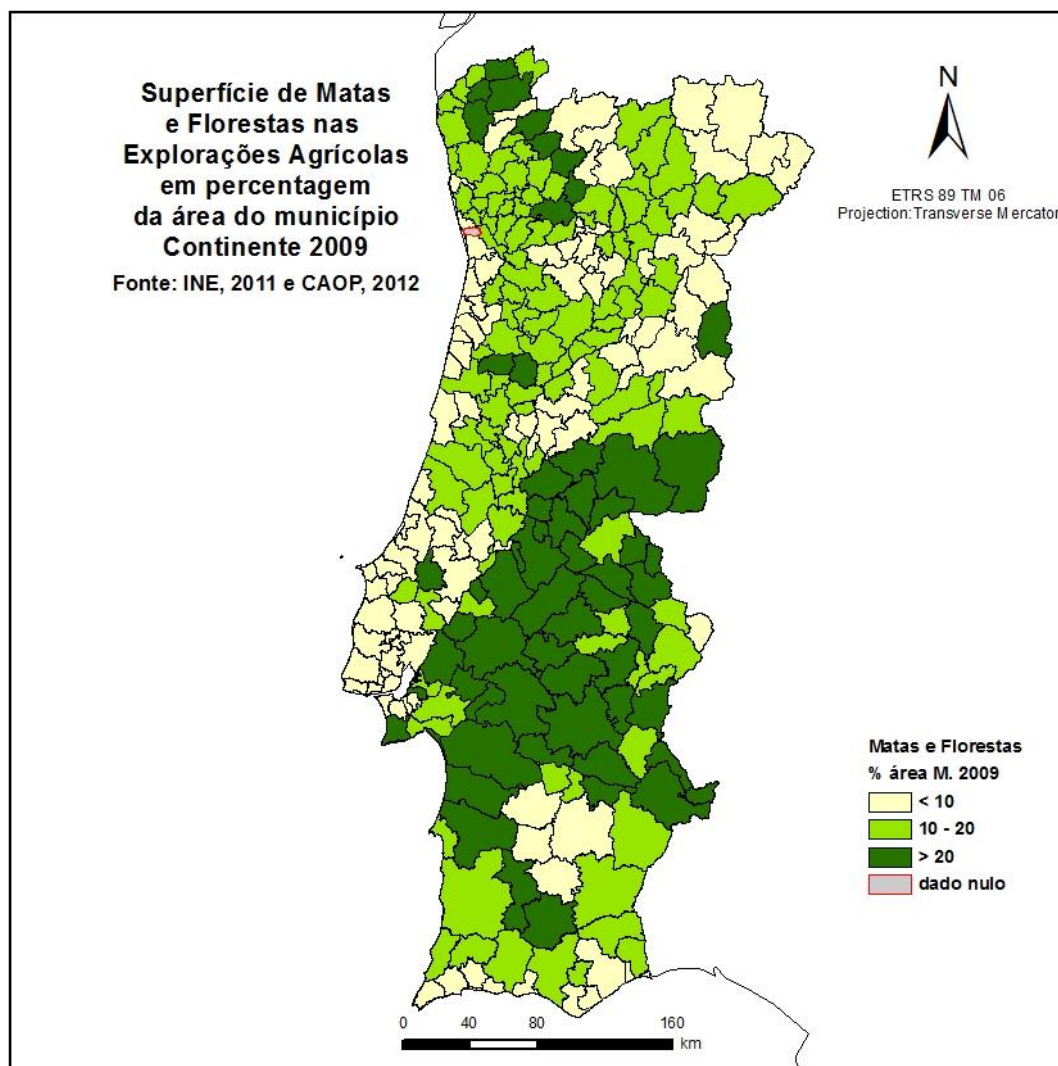 Superfície de Matas
e Florestas nas
Explorações Agrícolas
em percentagem
da área do município
Continente 2009
Fonte: INE, 2011 e CAOP, 2012
N
ETRS 89 TM 06
Projection: Transverse Mercator
Matas e Florestas
% área M. 2009
< 10
10 - 20
> 20
dado nulo
0 40 80 160
km